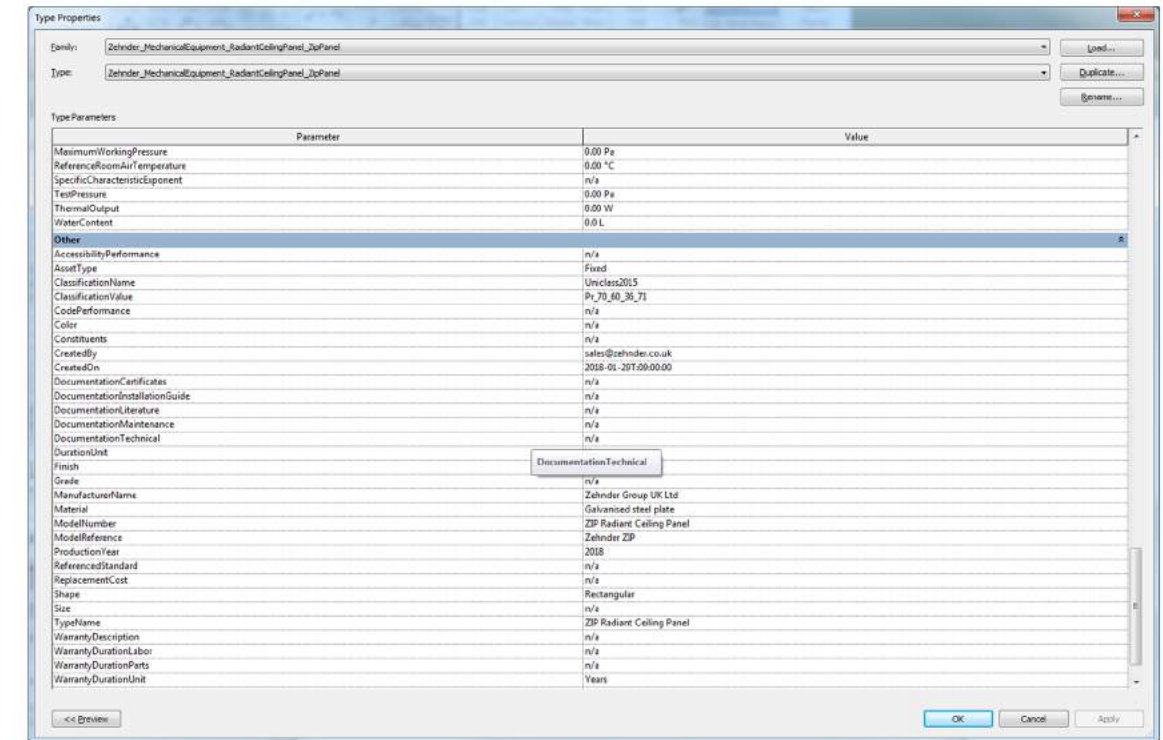 Type Properties
Family: Zehnder_MechanicalEquipment_RadiantCeilingPanel_ZipPanel Load...
Type: Zehnder_MechanicalEquipment_RadiantCeilingPanel_ZipPanel Duplicate...
Rename...
Type Parameters
Parameter Value
MaximumWorkingPressure 0.00 Pa
ReferenceRoomAirTemperature 0.00 °C
SpecificCharacteristicExponent n/a
TestPressure 0.00 Pa
ThermalOutput 0.00 W
WaterContent 0.0 L
Other
AccessibilityPerformance n/a
AssetType Fixed
ClassificationName Uniclass2015
ClassificationValue Pr_70_60_36_71
CodePerformance n/a
Color n/a
Constituents n/a
CreatedBy sales@zehnder.co.uk
CreatedOn 2018-01-29T:09:00:00
DocumentationCertificates n/a
DocumentationInstallationGuide n/a
DocumentationLiterature n/a
DocumentationMaintenance n/a
DocumentationTechnical n/a
DurationUnit
DocumentationTechnical
Finish
Grade n/a
ManufacturerName Zehnder Group UK Ltd
Material Galvanised steel plate
ModelNumber ZIP Radiant Ceiling Panel
ModelReference Zehnder ZIP
ProductionYear 2018
ReferencedStandard n/a
ReplacementCost n/a
Shape Rectangular
Size n/a
TypeName ZIP Radiant Ceiling Panel
WarrantyDescription n/a
WarrantyDurationLabor n/a
WarrantyDurationParts n/a
WarrantyDurationUnit Years
<< Preview OK Cancel Apply